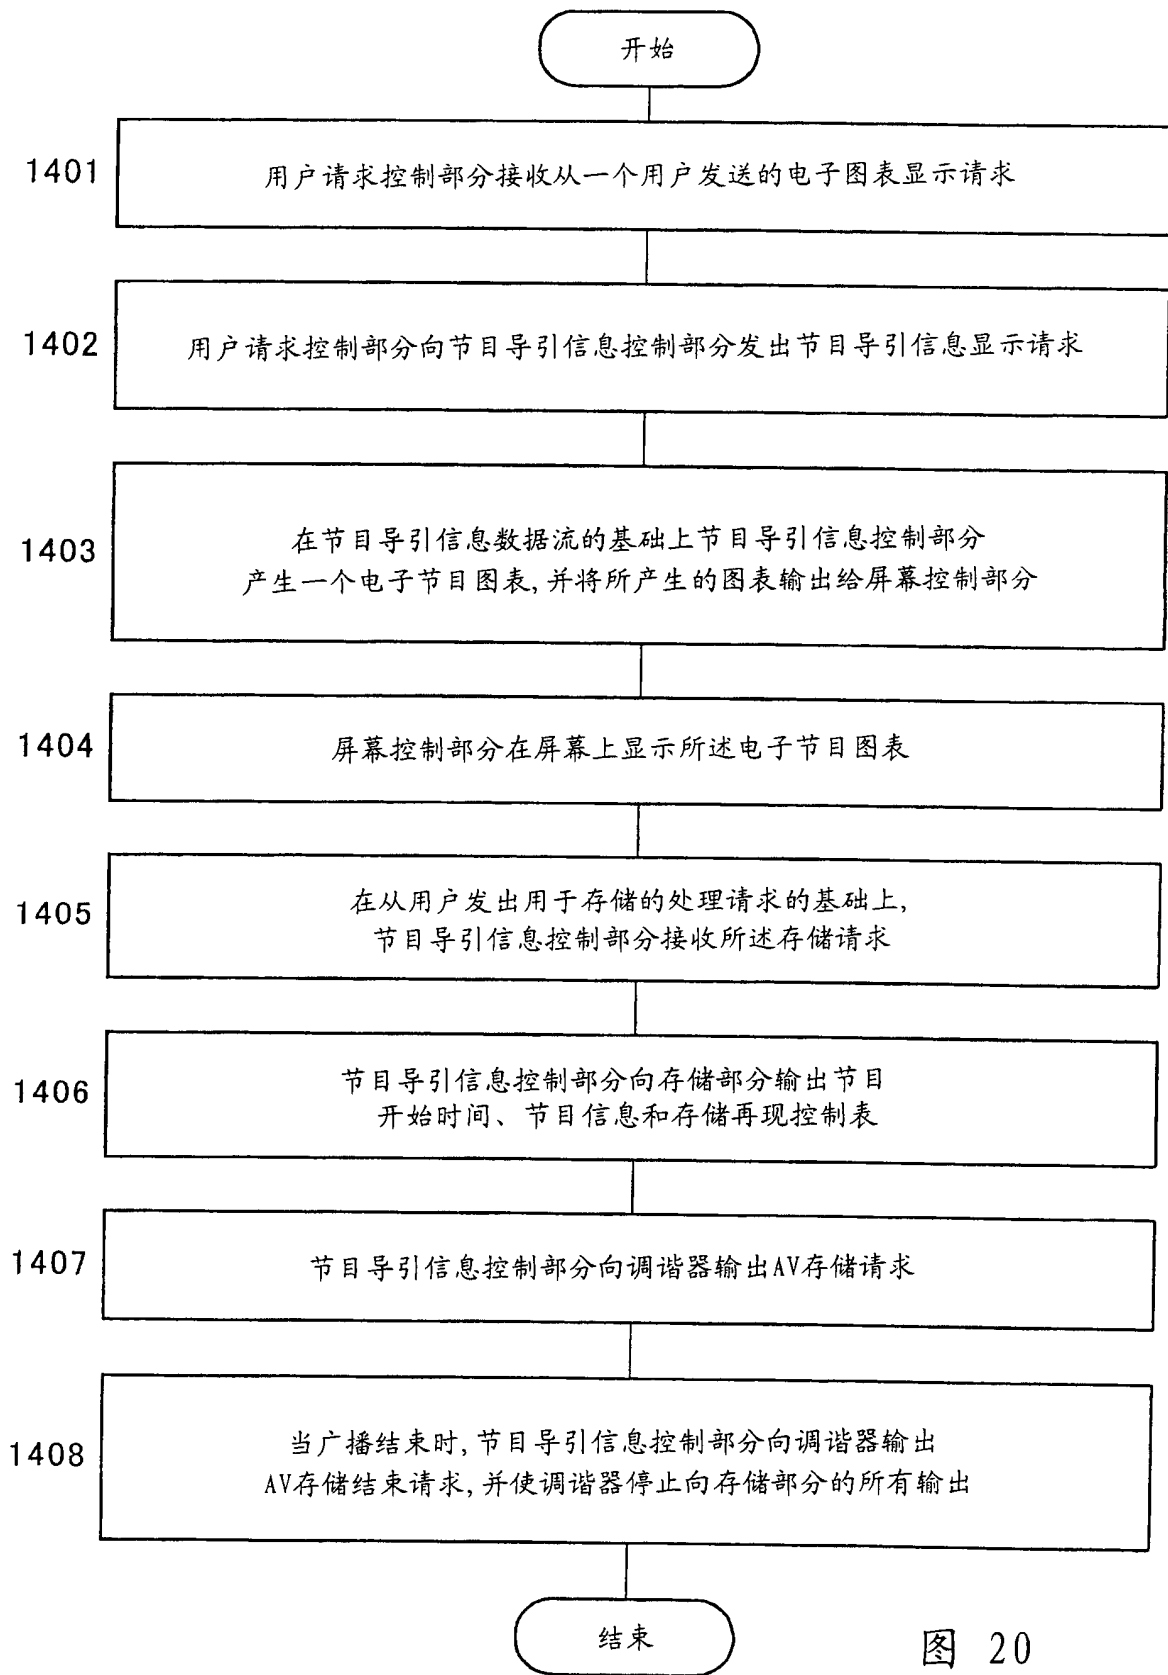 开始
1401
用户请求控制部分接收从一个用户发送的电子图表显示请求
1402
用户请求控制部分向节目导引信息控制部分发出节目导引信息显示请求
1403
在节目导引信息数据流的基础上节目导引信息控制部分
产生一个电子节目图表,并将所产生的图表输出给屏幕控制部分
1404
屏幕控制部分在屏幕上显示所述电子节目图表
1405
在从用户发出用于存储的处理请求的基础上,
节目导引信息控制部分接收所述存储请求
1406
节目导引信息控制部分向存储部分输出节目
开始时间、节目信息和存储再现控制表
1407
节目导引信息控制部分向调谐器输出AV存储请求
1408
当广播结束时,节目导引信息控制部分向调谐器输出
AV存储结束请求,并使调谐器停止向存储部分的所有输出
结束
图 20